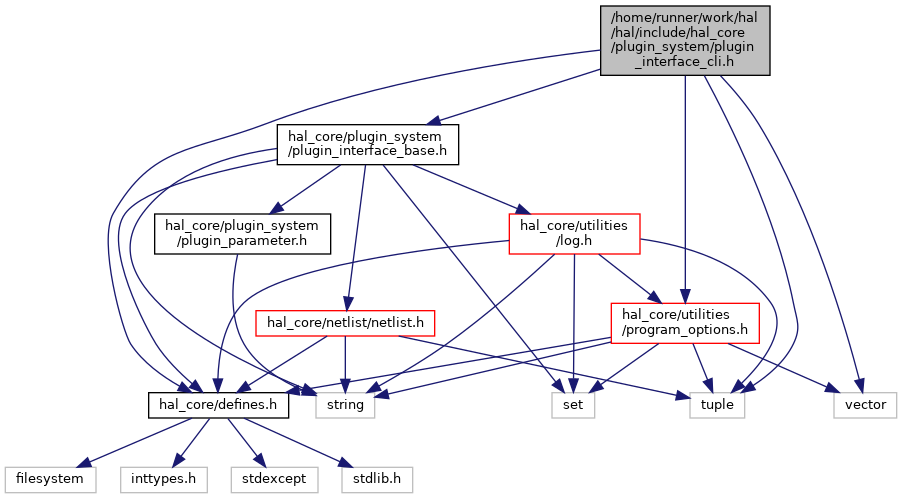 /home/runner/work/hal
/hal/include/hal_core
/plugin_system/plugin
_interface_cli.h
hal_core/plugin_system
/plugin_interface_base.h
hal_core/plugin_system
/plugin_parameter.h
hal_core/utilities
/log.h
hal_core/netlist/netlist.h
hal_core/utilities
/program_options.h
hal_core/defines.h
string
set
tuple
vector
filesystem
inttypes.h
stdexcept
stdlib.h